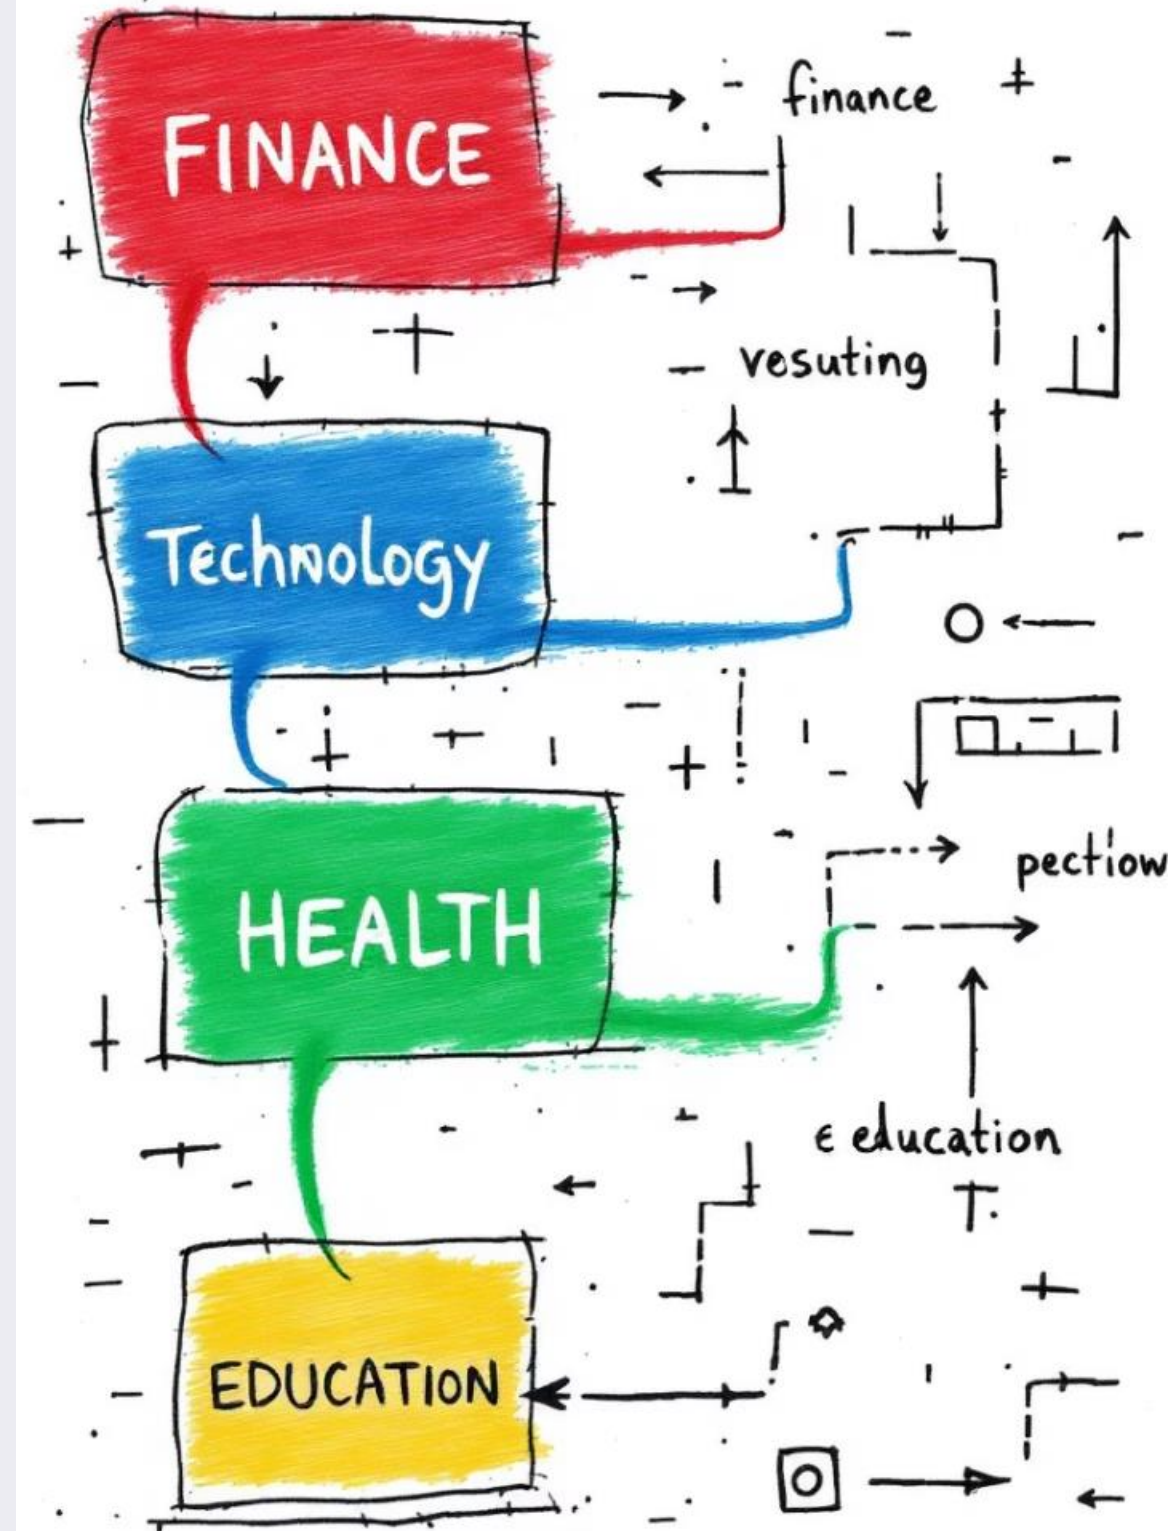 FINANCE
finance
vesuting
Technology
HEALTH
pectiow
ɛ education
EDUCATION